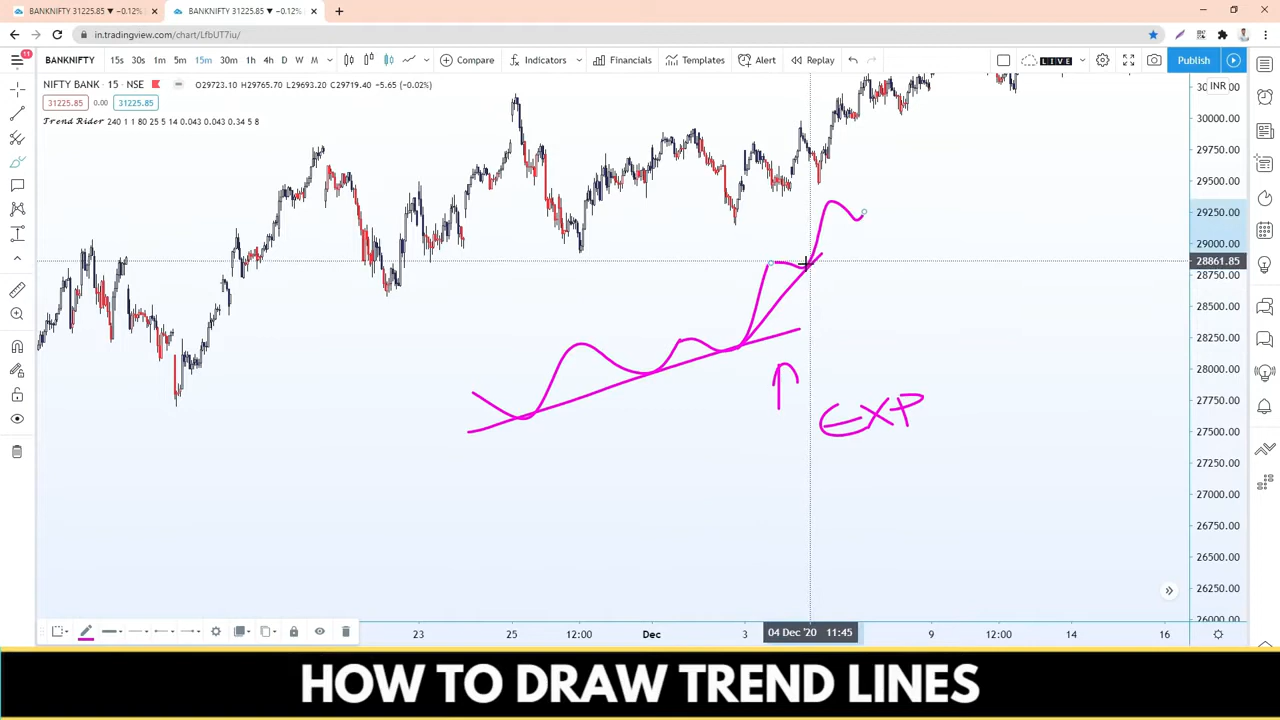 BANKNIFTY 31225.85 ▼ −0.12% BANKNIFTY 31225.85 ▼ −0.12%
in.tradingview.com/chart/LfbUT7iu/
11
BANKNIFTY 15s 30s 1m 5m 15m 30m 1h 4h D W M Compare Indicators Financials Templates Alert Replay LIVE Publish
NIFTY BANK · 15 · NSE O29723.10 H29765.70 L29693.20 C29719.40 −5.65 (−0.02%)
INR
31225.85 0.00 31225.85
Trend Rider 240 1 1 80 25 5 14 0.043 0.043 0.34 5 8
30000.00
29750.00
29500.00
29250.00
29000.00
28861.85
28750.00
28500.00
28250.00
28000.00
27750.00
EXP
27500.00
27250.00
27000.00
26750.00
26500.00
26250.00
23 25 12:00 Dec 3 04 Dec '20 11:45 9 12:00 14 16
HOW TO DRAW TREND LINES